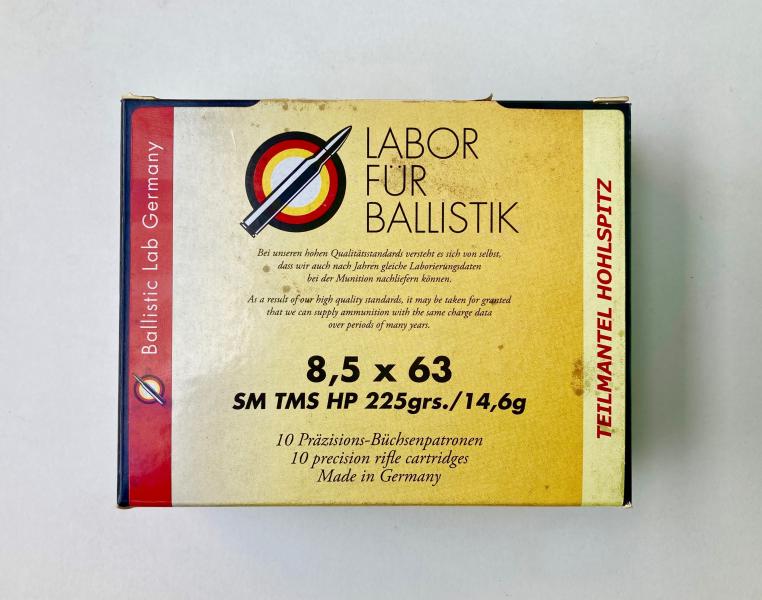 Ballistic Lab Germany
LABOR
FÜR
BALLISTIK
Bei unseren hohen Qualitätsstandards versteht es sich von selbst,
dass wir auch nach Jahren gleiche Laborierungsdaten
bei der Munition nachliefern können.
As a result of our high quality standards, it may be taken for granted
that we can supply ammunition with the same charge data
over periods of many years.
8,5 x 63
SM TMS HP 225grs./14,6g
10 Präzisions-Büchsenpatronen
10 precision rifle cartridges
Made in Germany
TEILMANTEL HOHLSPITZ